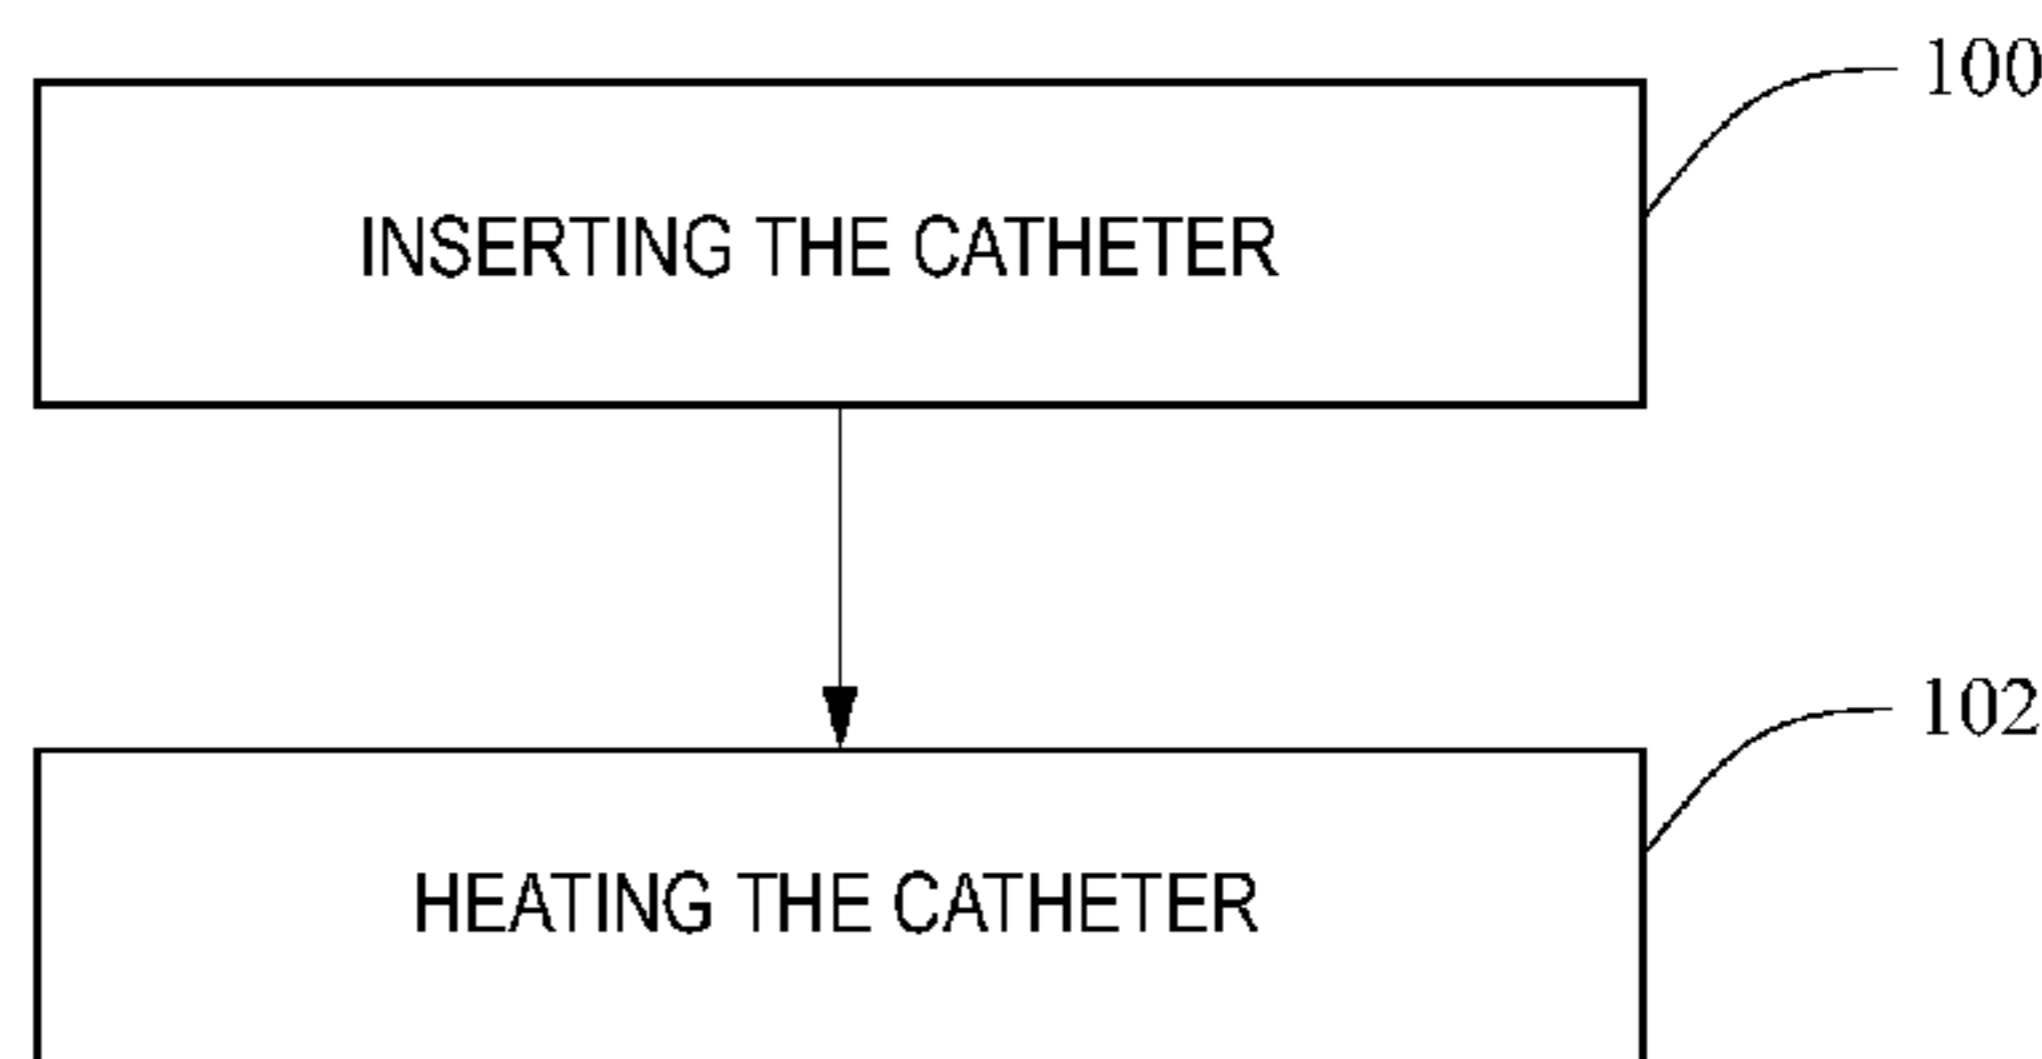 100
INSERTING THE CATHETER
102
HEATING THE CATHETER